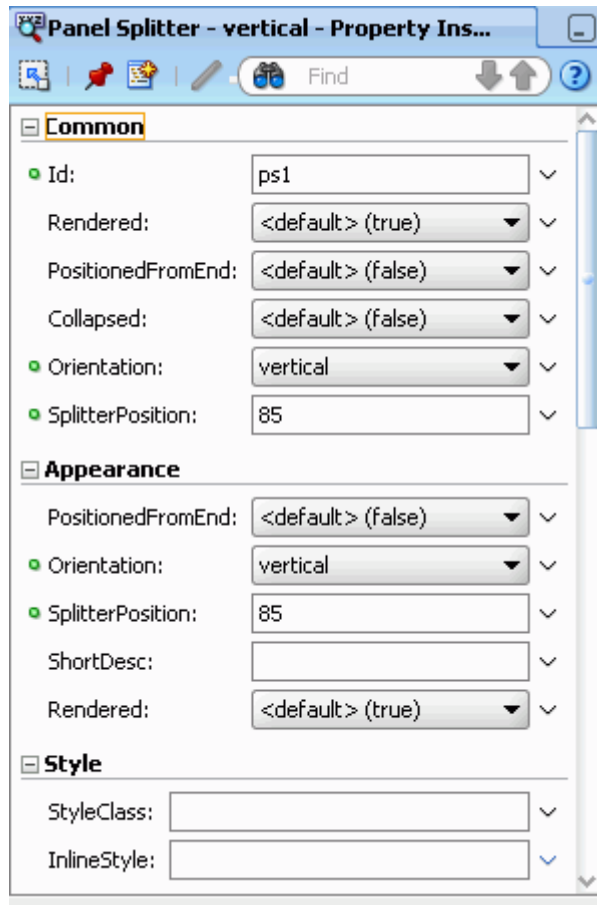 Panel Splitter - vertical - Property Ins...
Find
Common
Id: ps1
Rendered: <default> (true)
PositionedFromEnd: <default> (false)
Collapsed: <default> (false)
Orientation: vertical
SplitterPosition: 85
Appearance
PositionedFromEnd: <default> (false)
Orientation: vertical
SplitterPosition: 85
ShortDesc:
Rendered: <default> (true)
Style
StyleClass:
InlineStyle: